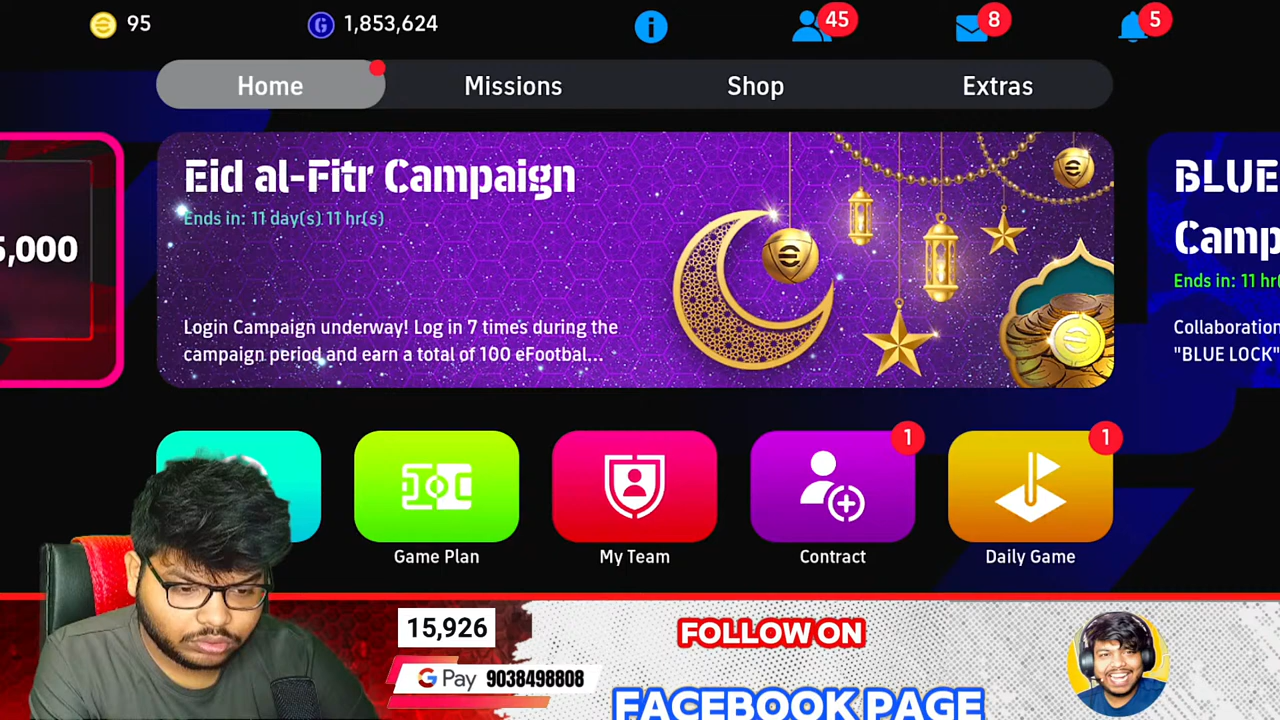 95
1,853,624
45
8
5
Home
Missions
Shop
Extras
5,000
Eid al-Fitr Campaign
Ends in: 11 day(s) 11 hr(s)
Login Campaign underway! Log in 7 times during the
campaign period and earn a total of 100 eFootbal...
BLUE
Camp
Ends in: 11 hr(
Collaboration
"BLUE LOCK"
1
1
Game Plan
My Team
Contract
Daily Game
15,926
G Pay 9038498808
FOLLOW ON
FACEBOOK PAGE